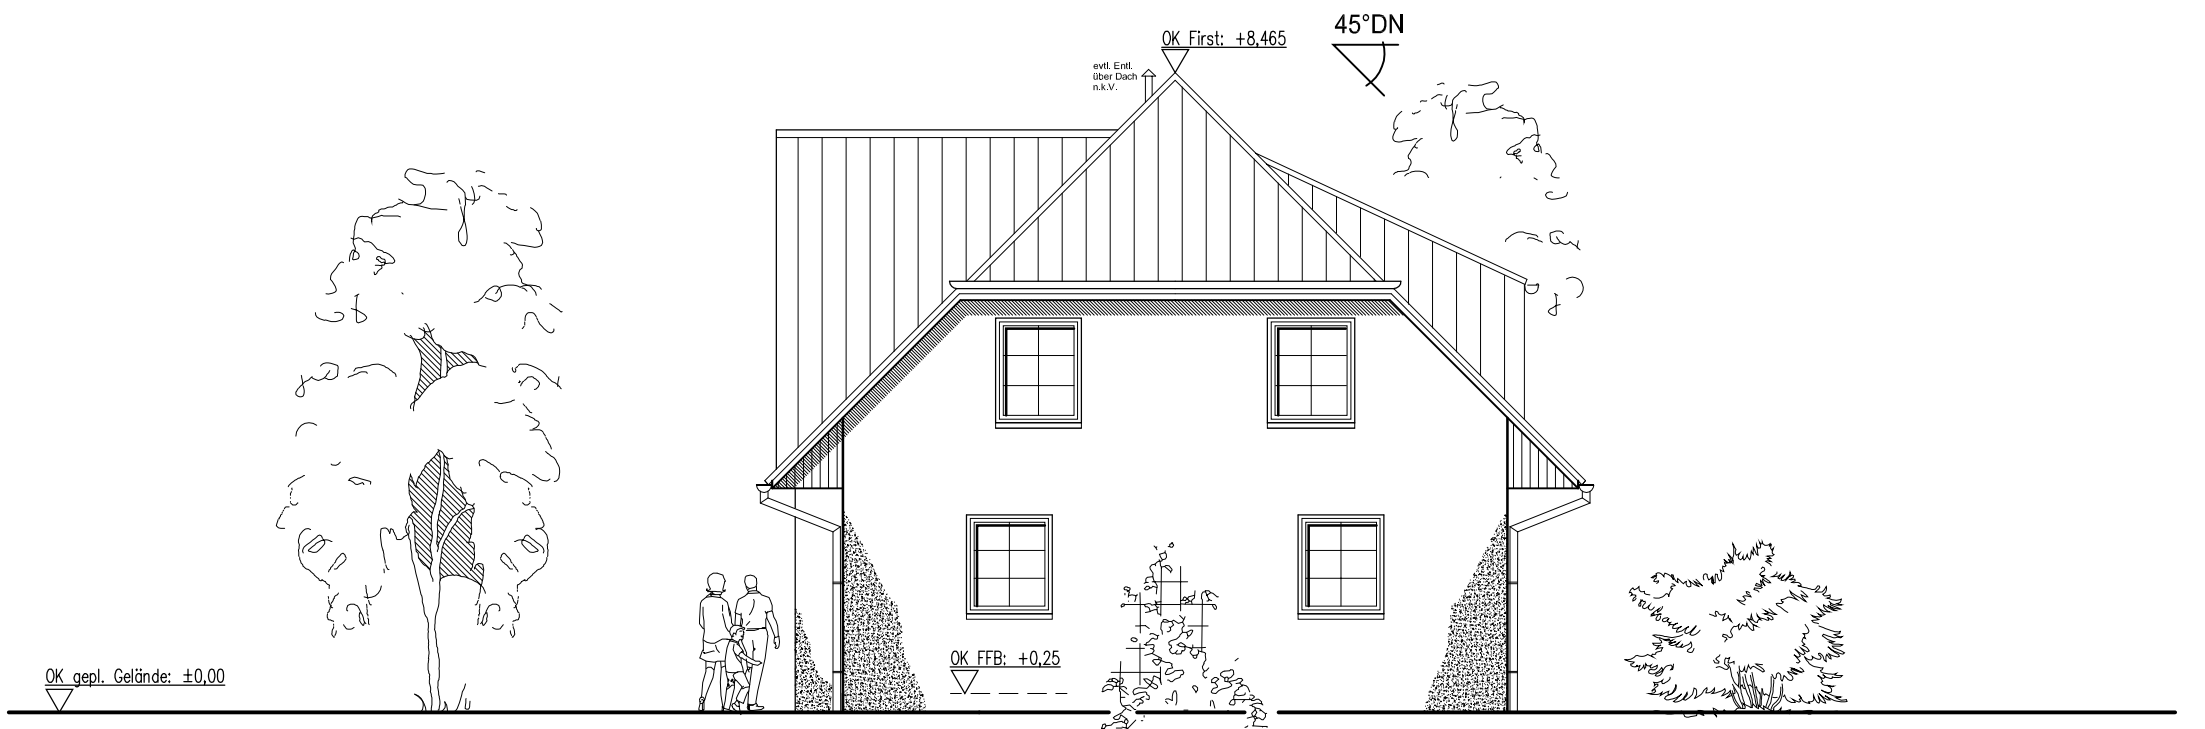 45°DN
OK First: +8,465
evtl. Entl.
über Dach
n.k.V.
OK FFB: +0,25
OK gepl. Gelände: ±0,00